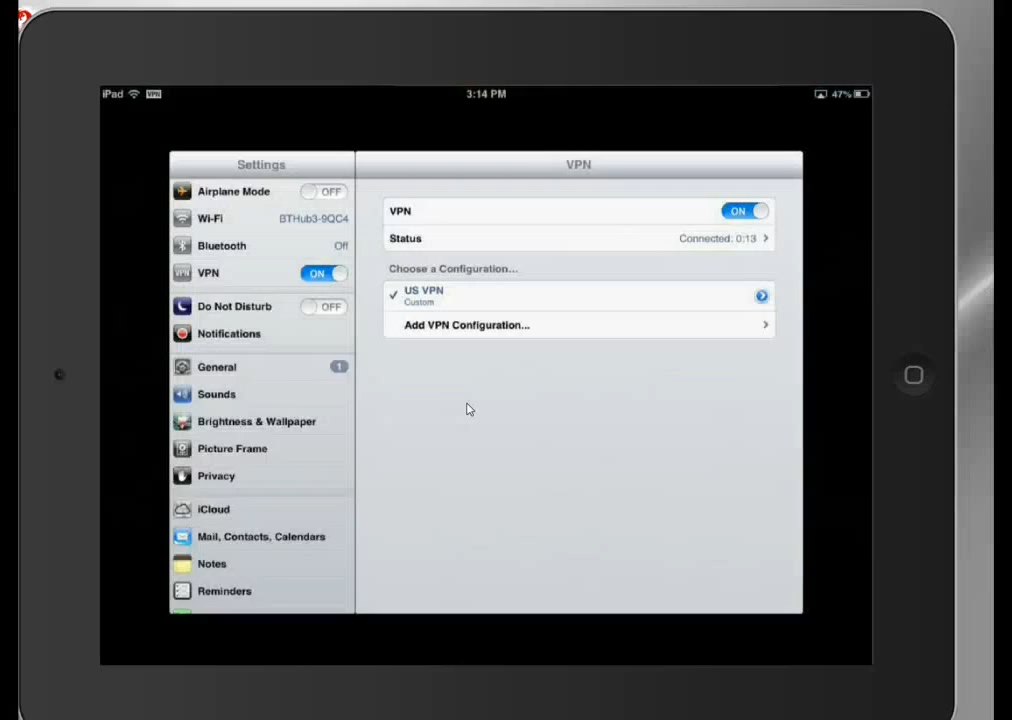 iPad VPN 3:14 PM 47%
Settings
VPN
Airplane Mode OFF
Wi-Fi BTHub3-9QC4
Bluetooth Off
VPN ON
Do Not Disturb OFF
Notifications
General 1
Sounds
Brightness & Wallpaper
Picture Frame
Privacy
iCloud
Mail, Contacts, Calendars
Notes
Reminders
VPN ON
Status Connected: 0:13
Choose a Configuration...
US VPN
Custom
Add VPN Configuration...